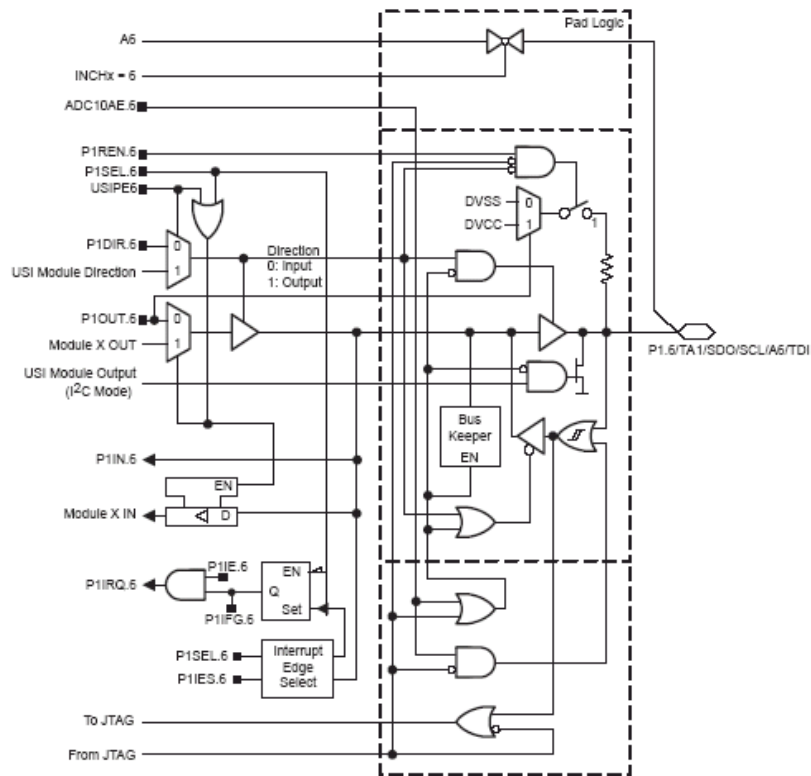 Pad Logic
A6
INCHx = 6
ADC10AE.6
P1REN.6
P1SEL.6
USIPE6
DVSS
0
DVCC
1
1
P1DIR.6
0
USI Module Direction
1
Direction
0: Input
1: Output
P1OUT.6
0
Module X OUT
1
P1.6/TA1/SDO/SCL/A6/TDI
USI Module Output
(I2C Mode)
Bus
Keeper
EN
P1IN.6
EN
Module X IN
D
P1IE.6
P1IRQ.6
EN
Q
Set
P1IFG.6
P1SEL.6
P1IES.6
Interrupt
Edge
Select
To JTAG
From JTAG